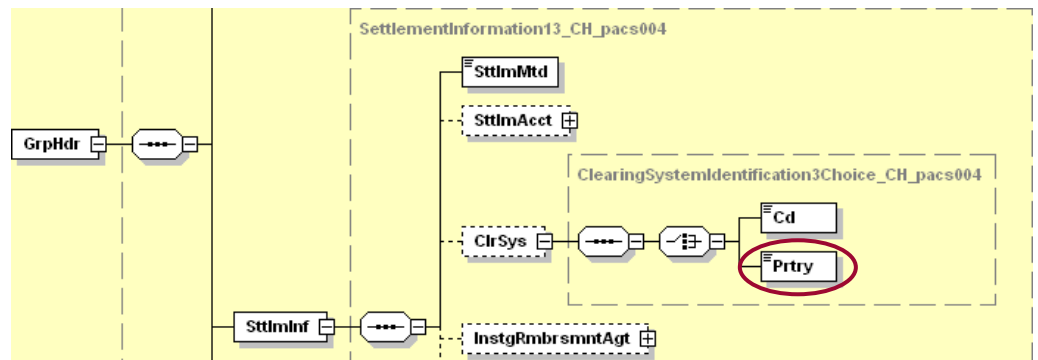 SettlementInformation13_CH_pacs004
SttlmMtd
SttlmAcct
GrpHdr
ClearingSystemIdentification3Choice_CH_pacs004
Cd
ClrSys
Prtry
SttlmInf
InstgRmbrsmntAgt